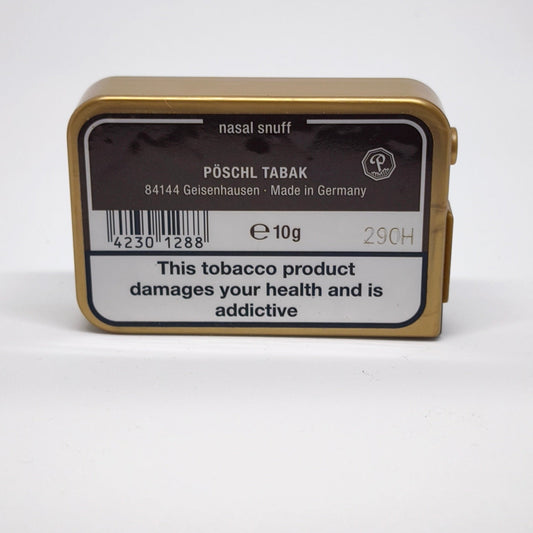 nasal snuff
PÖSCHL TABAK
84144 Geisenhausen · Made in Germany
4230 1288
℮ 10g
290H
This tobacco product
damages your health and is
addictive